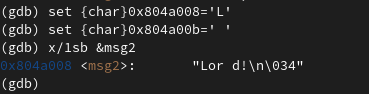 (gdb) set {char}0x804a008='L'
(gdb) set {char}0x804a00b=' '
(gdb) x/1sb &msg2
0x804a008 <msg2>:        "Lor d!\n\034"
(gdb)